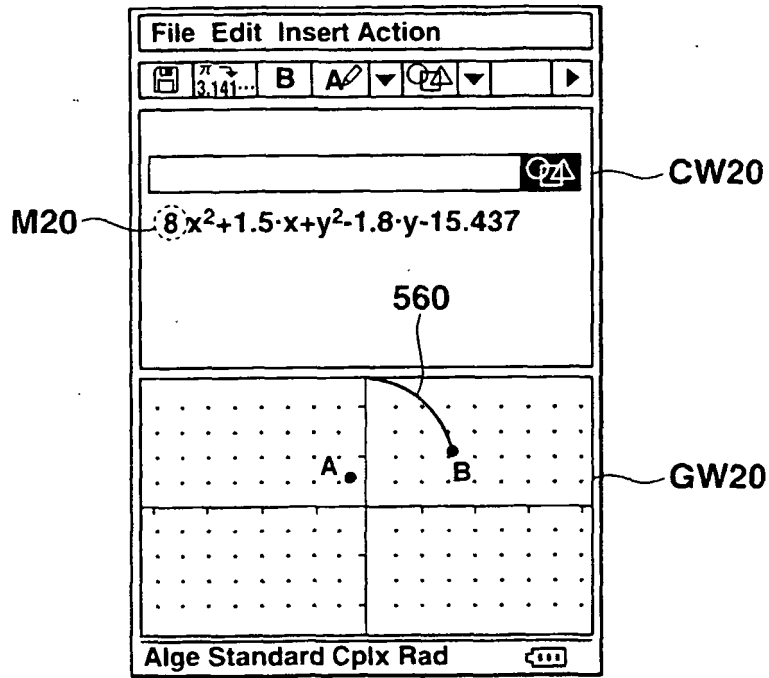 File Edit Insert Action
π
3.141... B A
CW20
M20
8 x²+1.5·x+y²-1.8·y-15.437
560
A
B
GW20
Alge Standard Cplx Rad